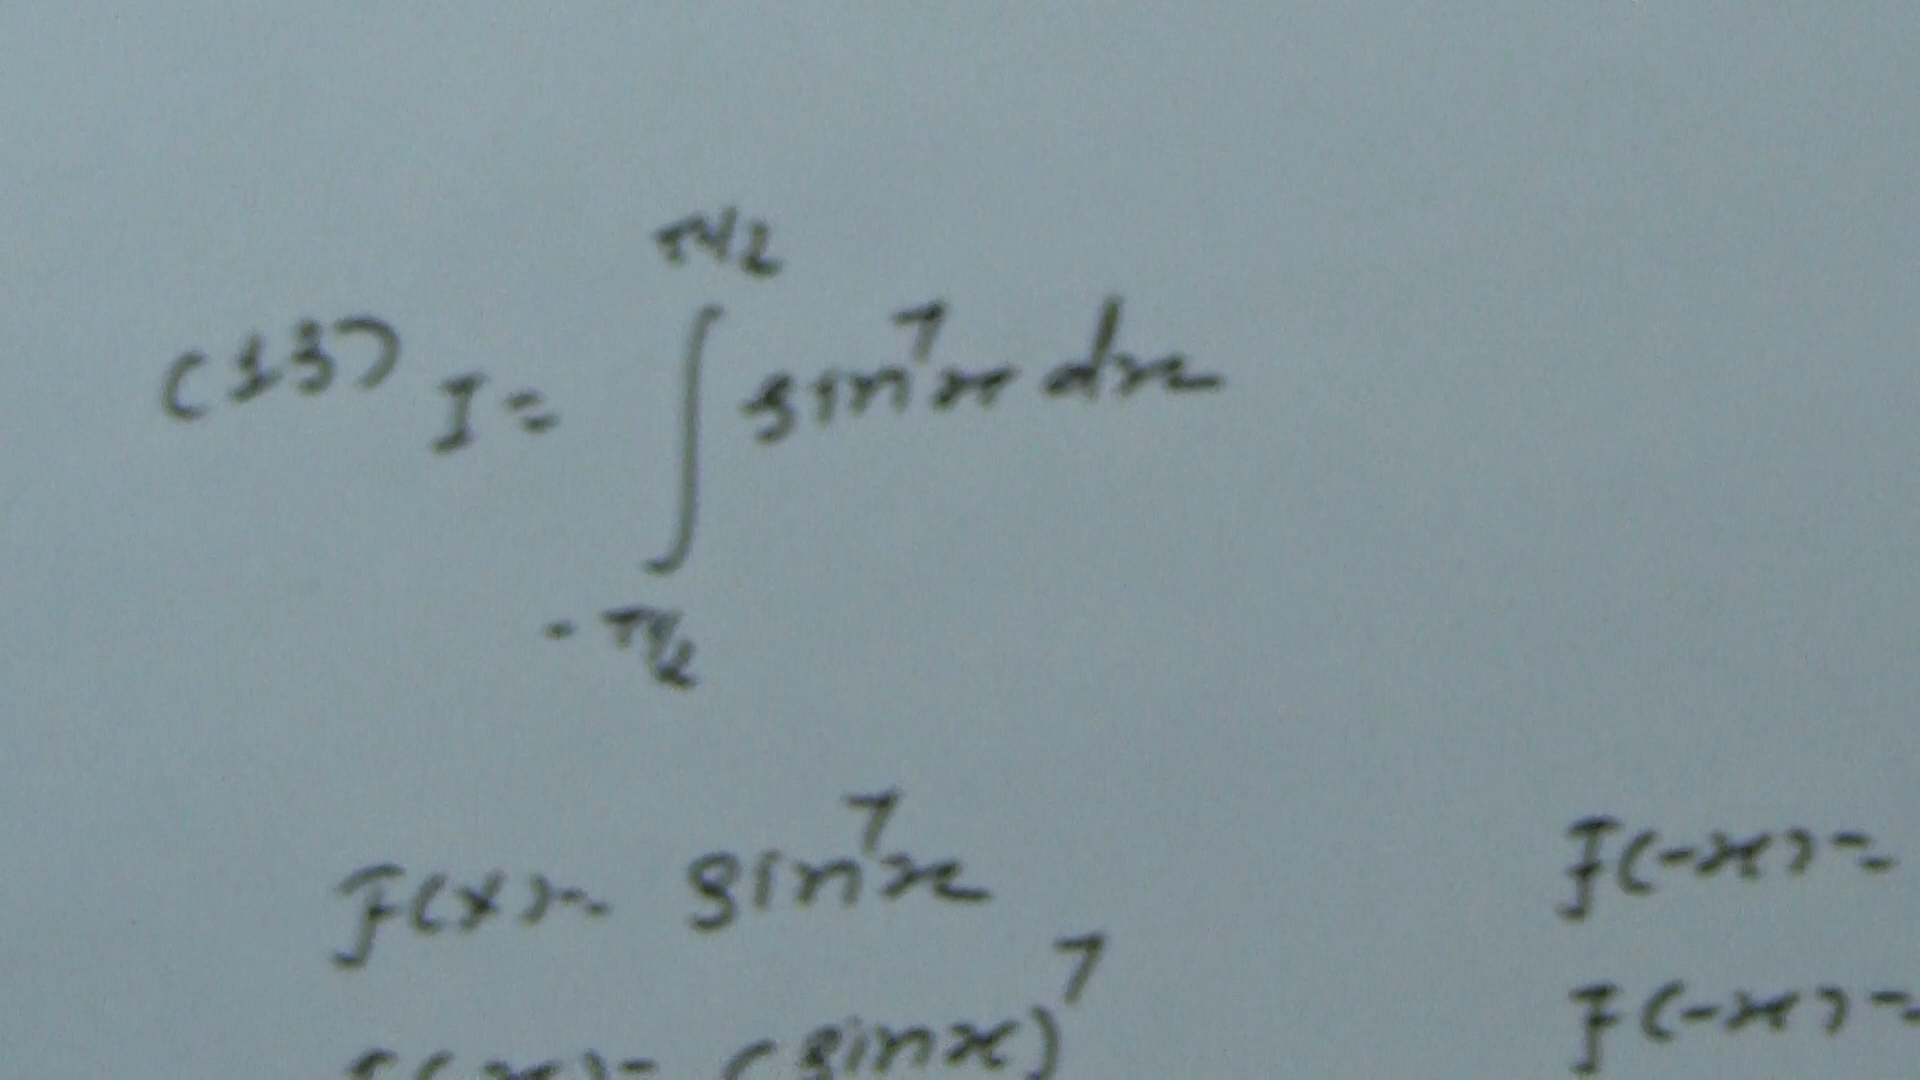 π/2
(13) I = ∫ sin⁷x dx
-π/2
f(x) = sin⁷x f(-x) =
f(x) = (sinx)⁷ f(-x) =